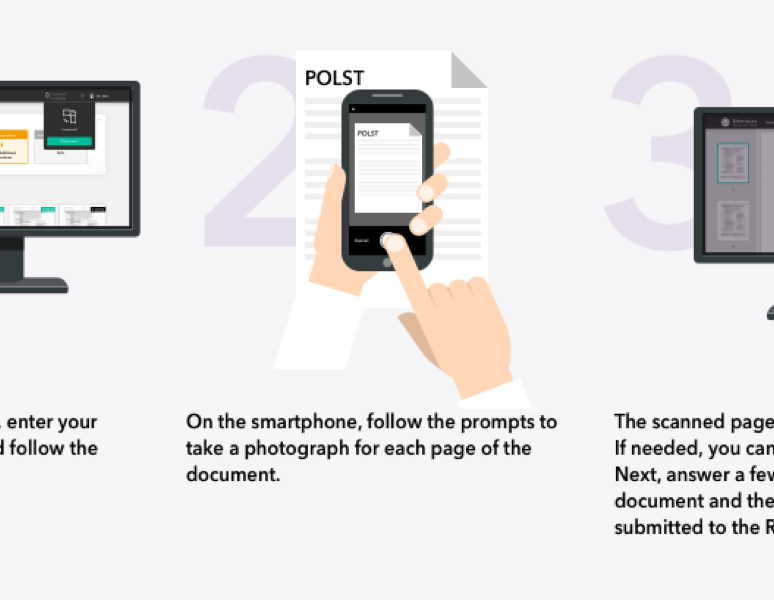 2
3
POLST
POLST
Cancel
, enter your
d follow the
On the smartphone, follow the prompts to
take a photograph for each page of the
document.
The scanned page
If needed, you can
Next, answer a few
document and the
submitted to the R